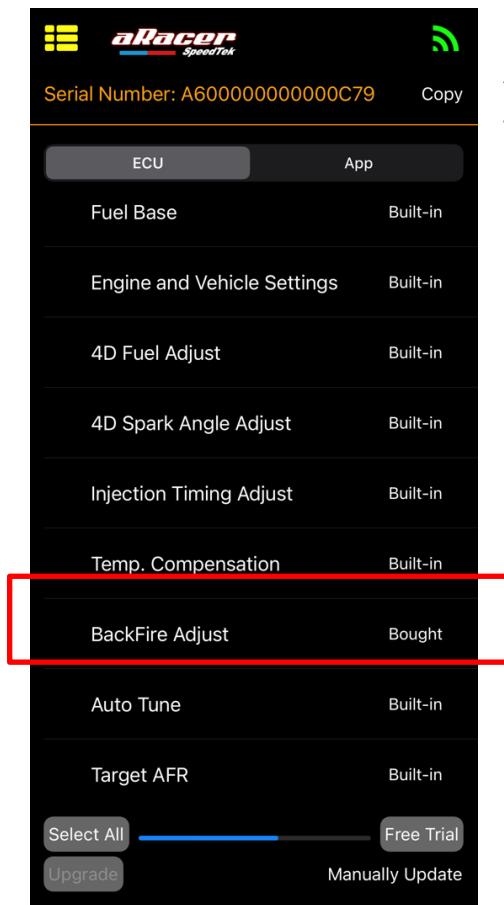 aRacer
SpeedTek
Serial Number: A600000000000C79 Copy
ECU App
Fuel Base Built-in
Engine and Vehicle Settings Built-in
4D Fuel Adjust Built-in
4D Spark Angle Adjust Built-in
Injection Timing Adjust Built-in
Temp. Compensation Built-in
BackFire Adjust Bought
Auto Tune Built-in
Target AFR Built-in
Select All Free Trial
Upgrade Manually Update